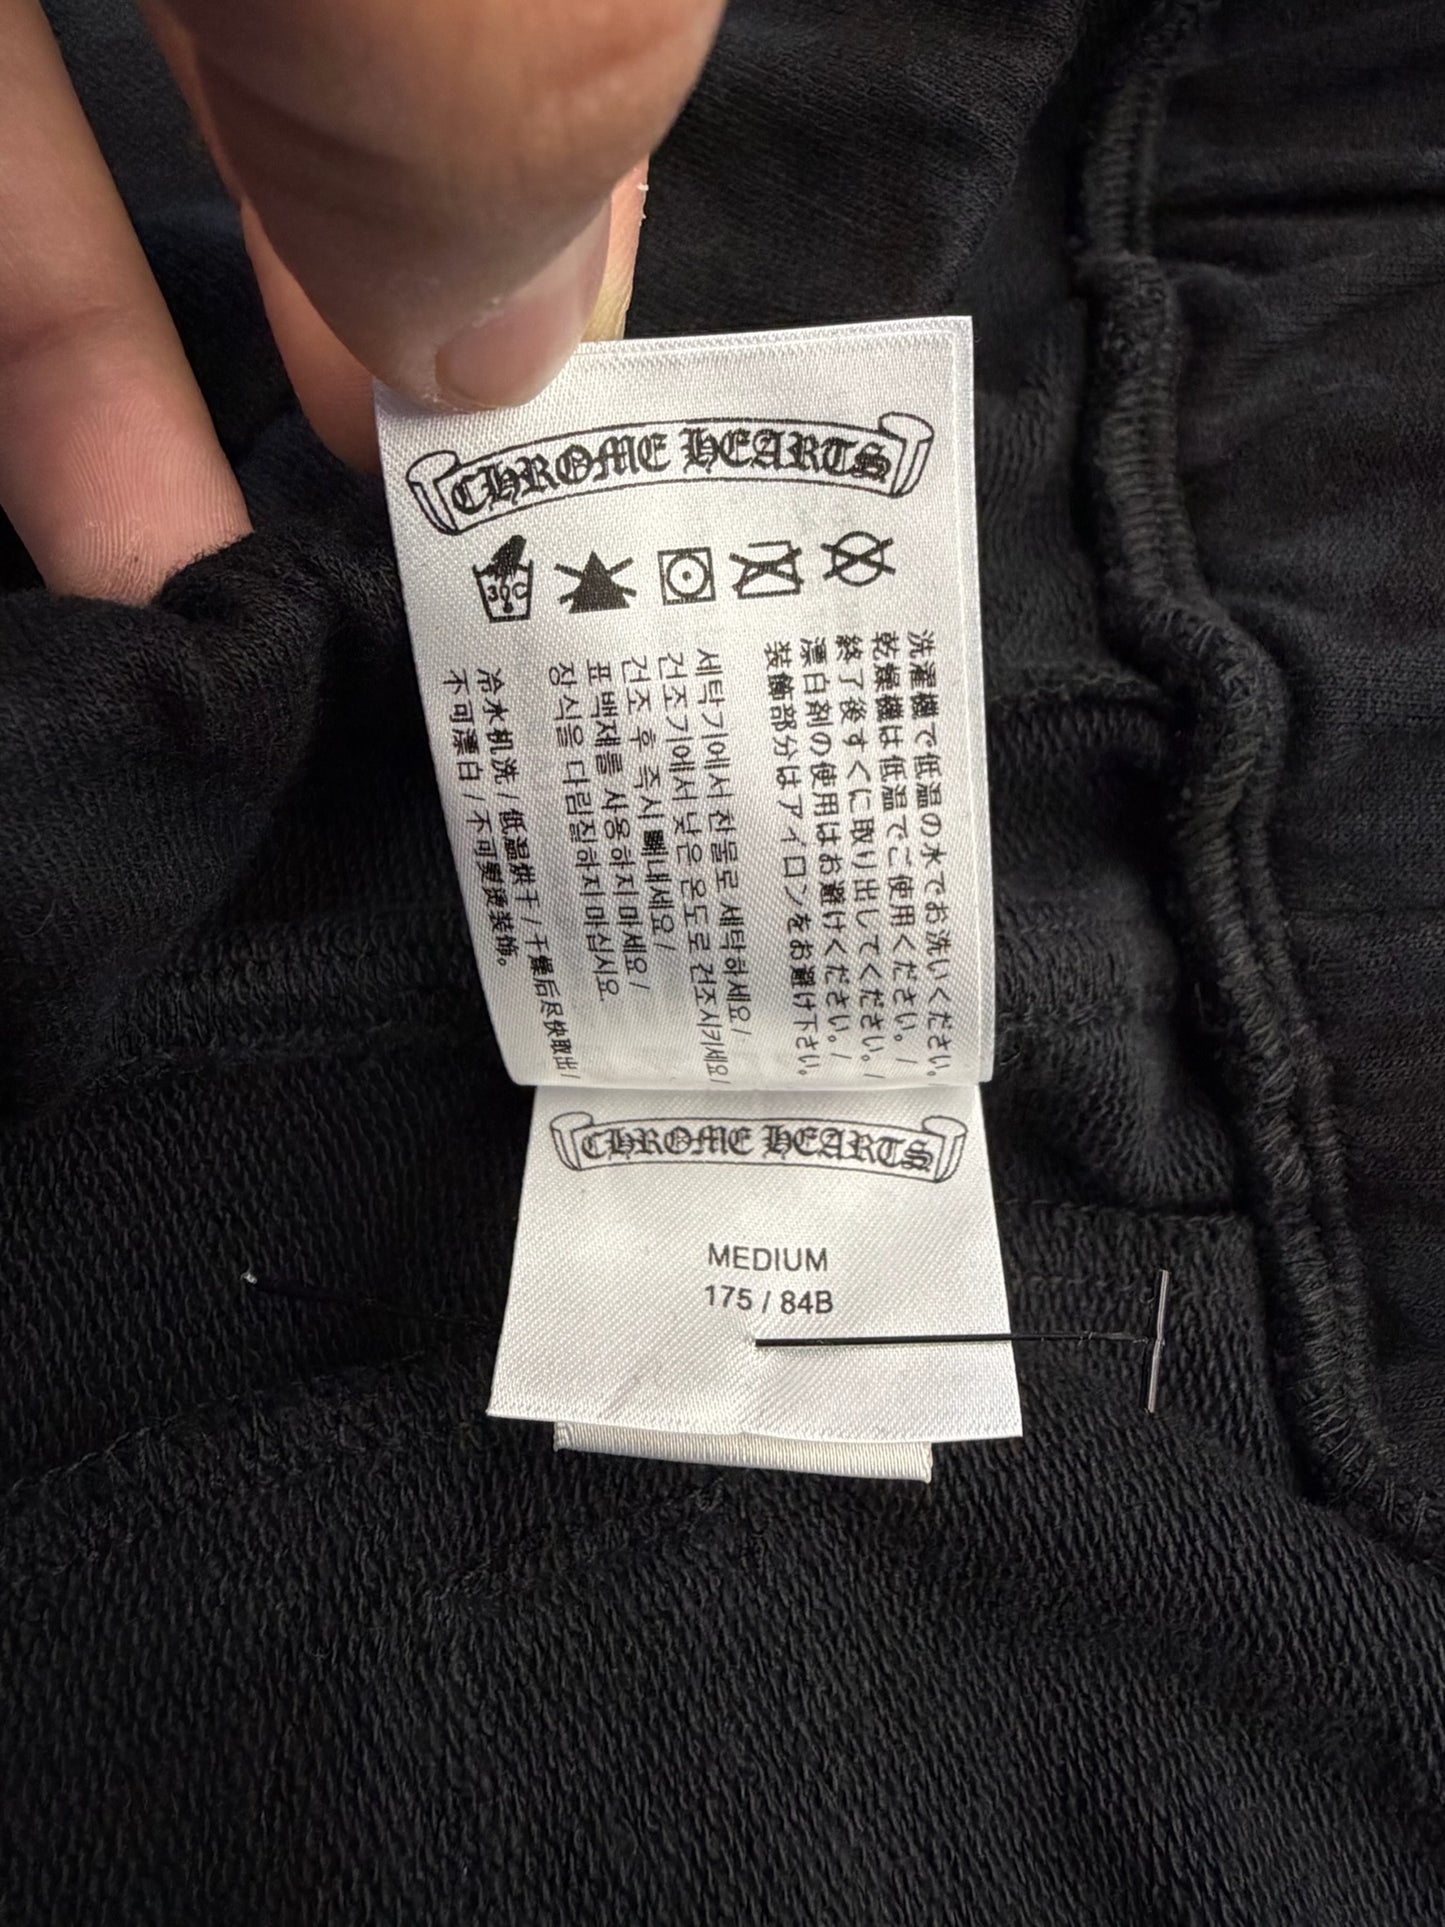 CHROME HEARTS
30C
洗濯機で低温の水でお洗いください。/
乾燥機は低温でご使用ください。/
終了後すぐに取り出してください。/
漂白剤の使用はお避けください。/
装飾部分はアイロンをお避け下さい。
세탁기에서 찬물로 세탁하세요/
건조기에서 낮은 온도로 건조시키세요/
건조 후 즉시 빼내세요/
표백제를 사용하지 마세요/
장식을 다림질하지 마십시요.
冷水机洗/低温烘干/干燥后尽快取出/
不可漂白/不可熨烫装饰。
CHROME HEARTS
MEDIUM
175 / 84B